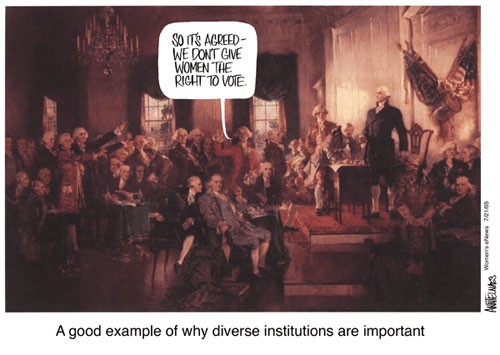 SO IT'S AGREED -
WE DON'T GIVE
WOMEN THE
RIGHT TO VOTE.
Women's eNews 7/21/05
A good example of why diverse institutions are important